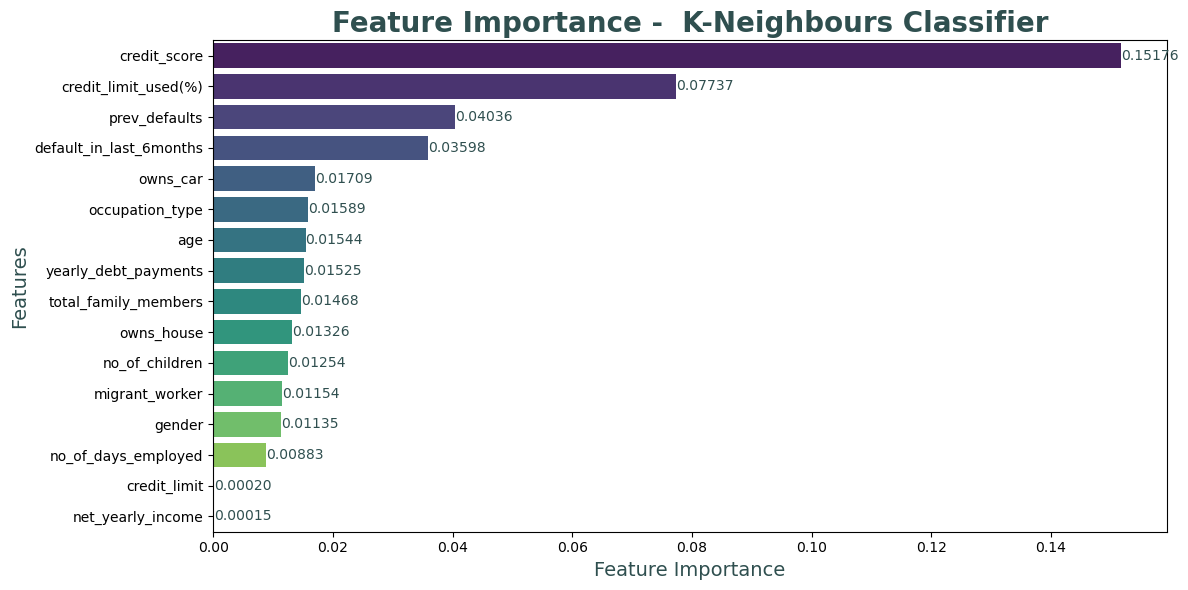 Feature Importance -  K-Neighbours Classifier
Features
credit_score 0.15176
credit_limit_used(%) 0.07737
prev_defaults 0.04036
default_in_last_6months 0.03598
owns_car 0.01709
occupation_type 0.01589
age 0.01544
yearly_debt_payments 0.01525
total_family_members 0.01468
owns_house 0.01326
no_of_children 0.01254
migrant_worker 0.01154
gender 0.01135
no_of_days_employed 0.00883
credit_limit 0.00020
net_yearly_income 0.00015
0.00 0.02 0.04 0.06 0.08 0.10 0.12 0.14
Feature Importance